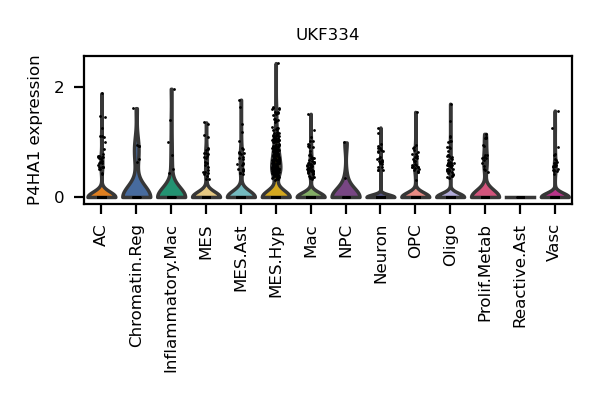 UKF334
P4HA1 expression
2
0
AC
Chromatin.Reg
Inflammatory.Mac
MES
MES.Ast
MES.Hyp
Mac
NPC
Neuron
OPC
Oligo
Prolif.Metab
Reactive.Ast
Vasc